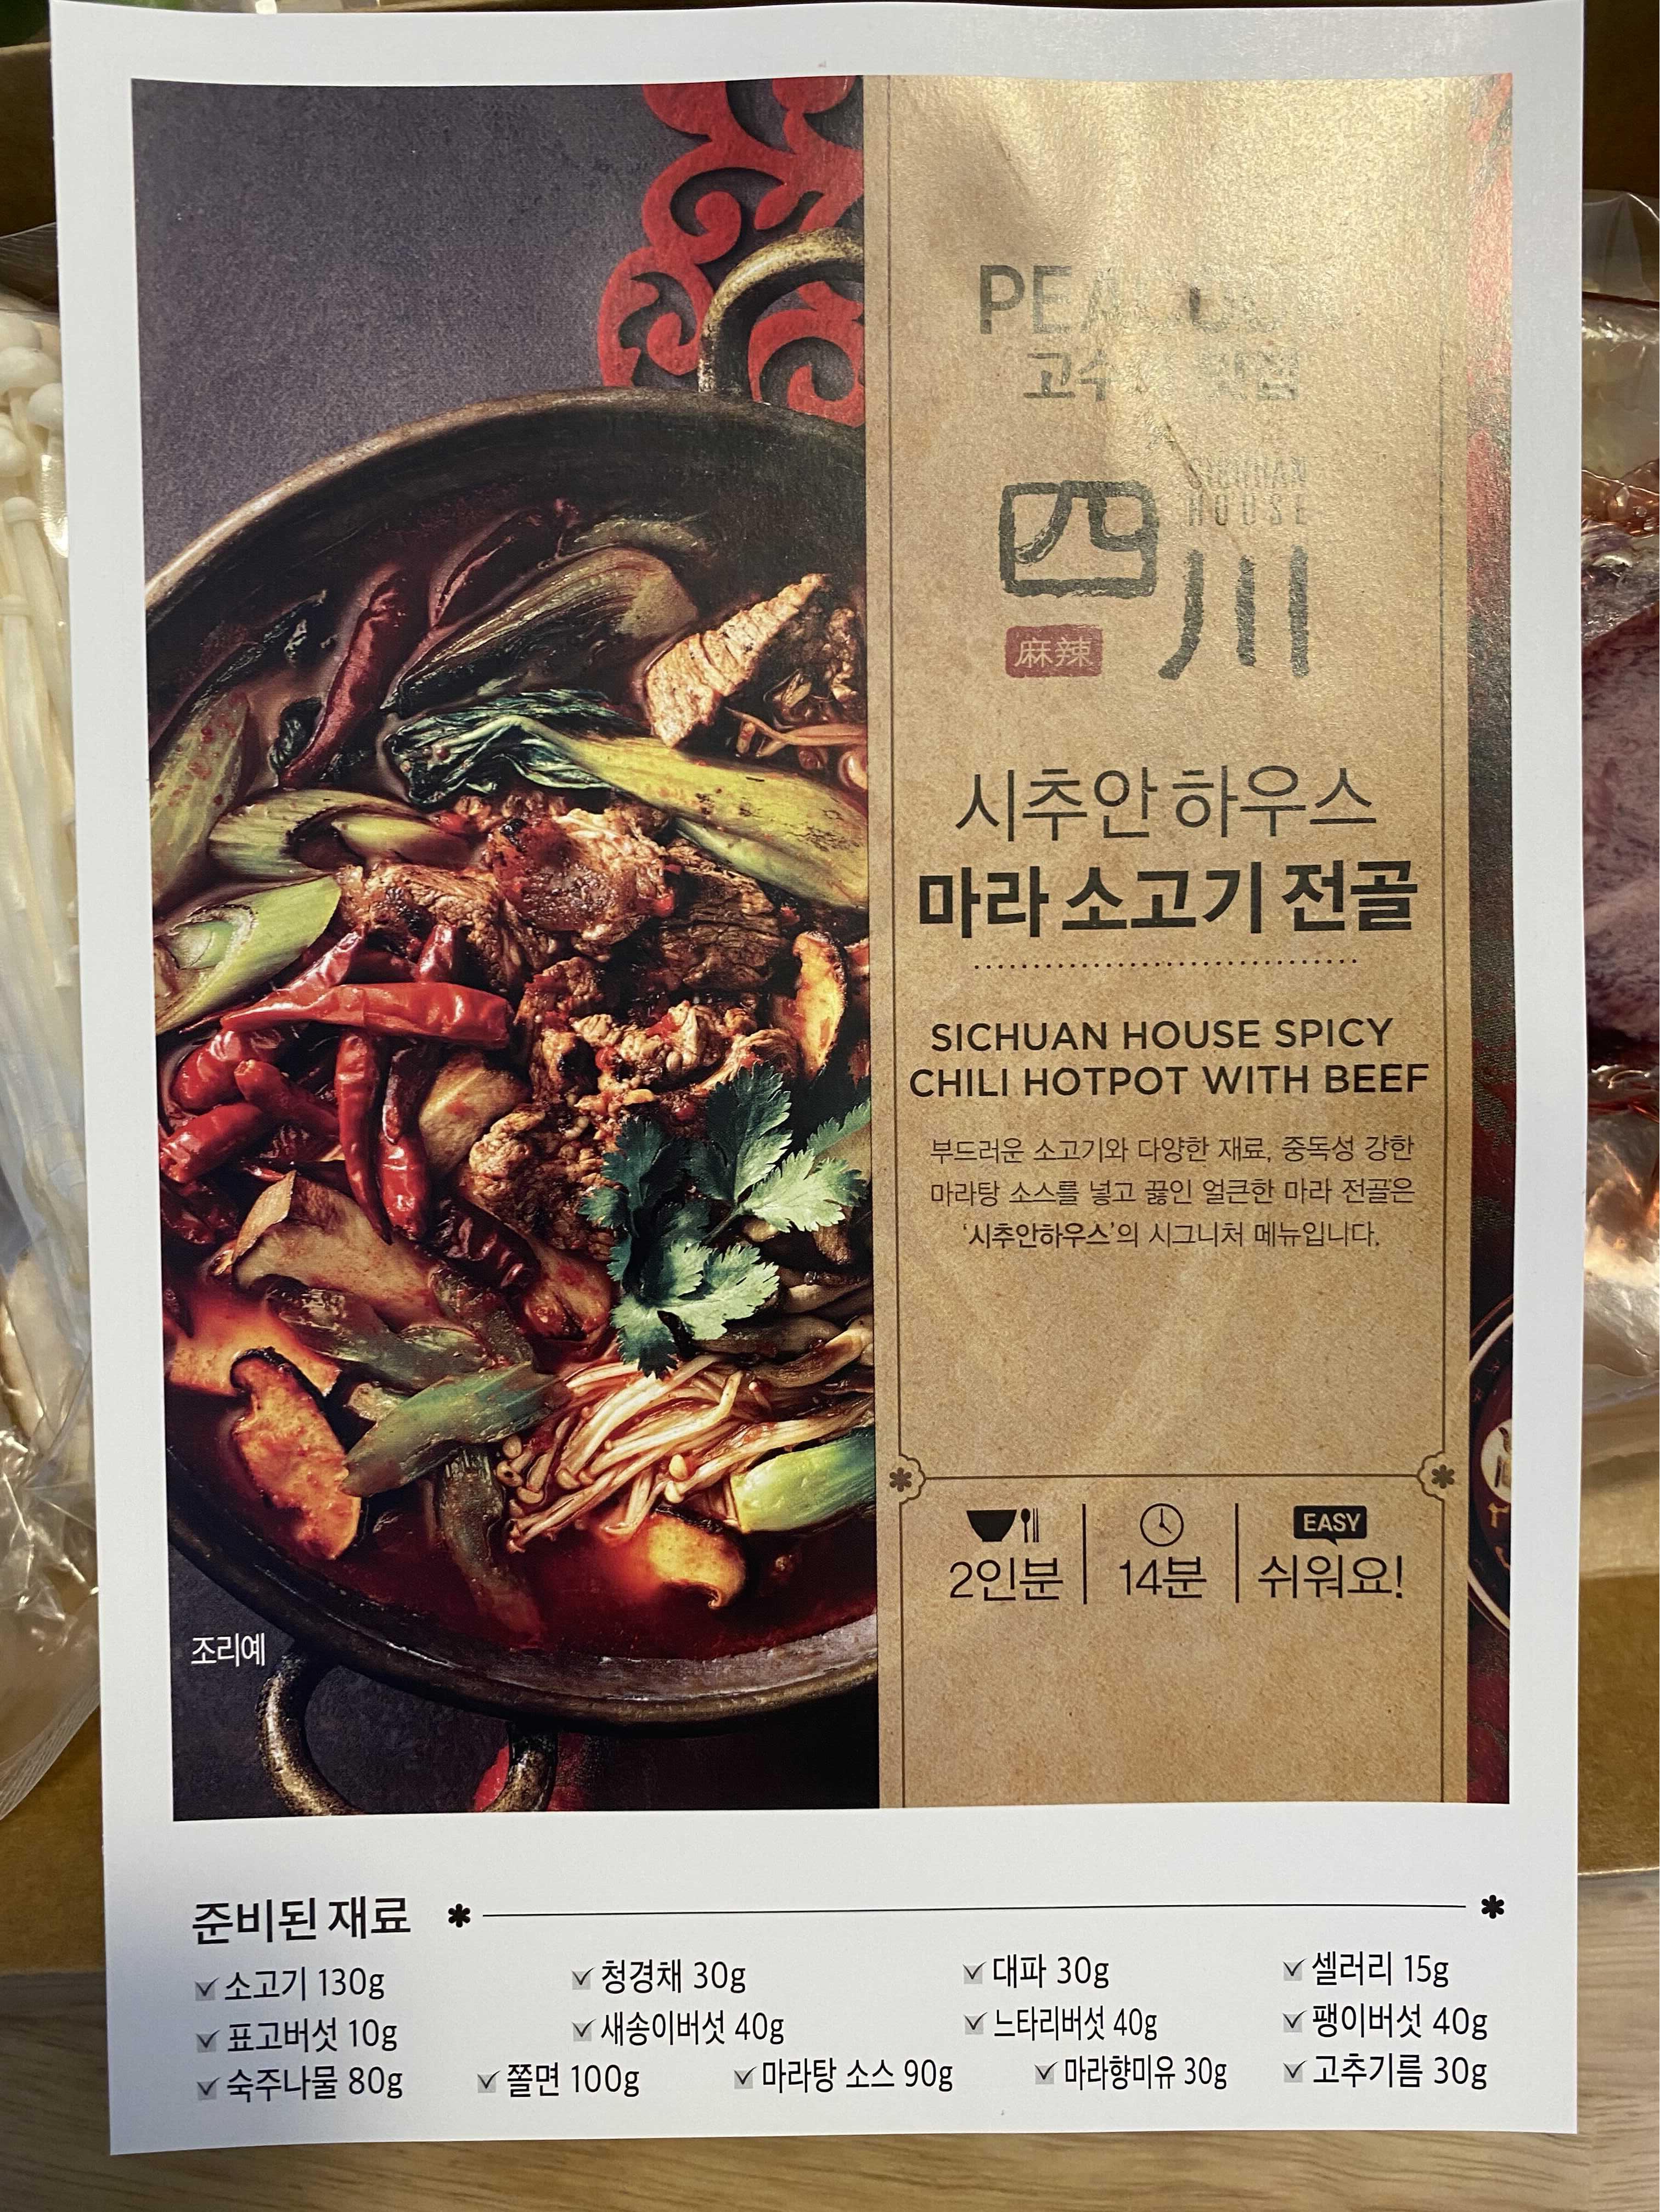 고수
HOUSE
四川
麻辣
시추안 하우스
마라 소고기 전골
SICHUAN HOUSE SPICY
CHILI HOTPOT WITH BEEF
부드러운 소고기와 다양한 재료, 중독성 강한
마라탕 소스를 넣고 끓인 얼큰한 마라 전골은
‘시추안하우스’의 시그니처 메뉴입니다.
EASY
2인분 14분 쉬워요!
조리예
준비된 재료
소고기 130g 청경채 30g 대파 30g 셀러리 15g
표고버섯 10g 새송이버섯 40g 느타리버섯 40g 팽이버섯 40g
숙주나물 80g 쫄면 100g 마라탕 소스 90g 마라향미유 30g 고추기름 30g